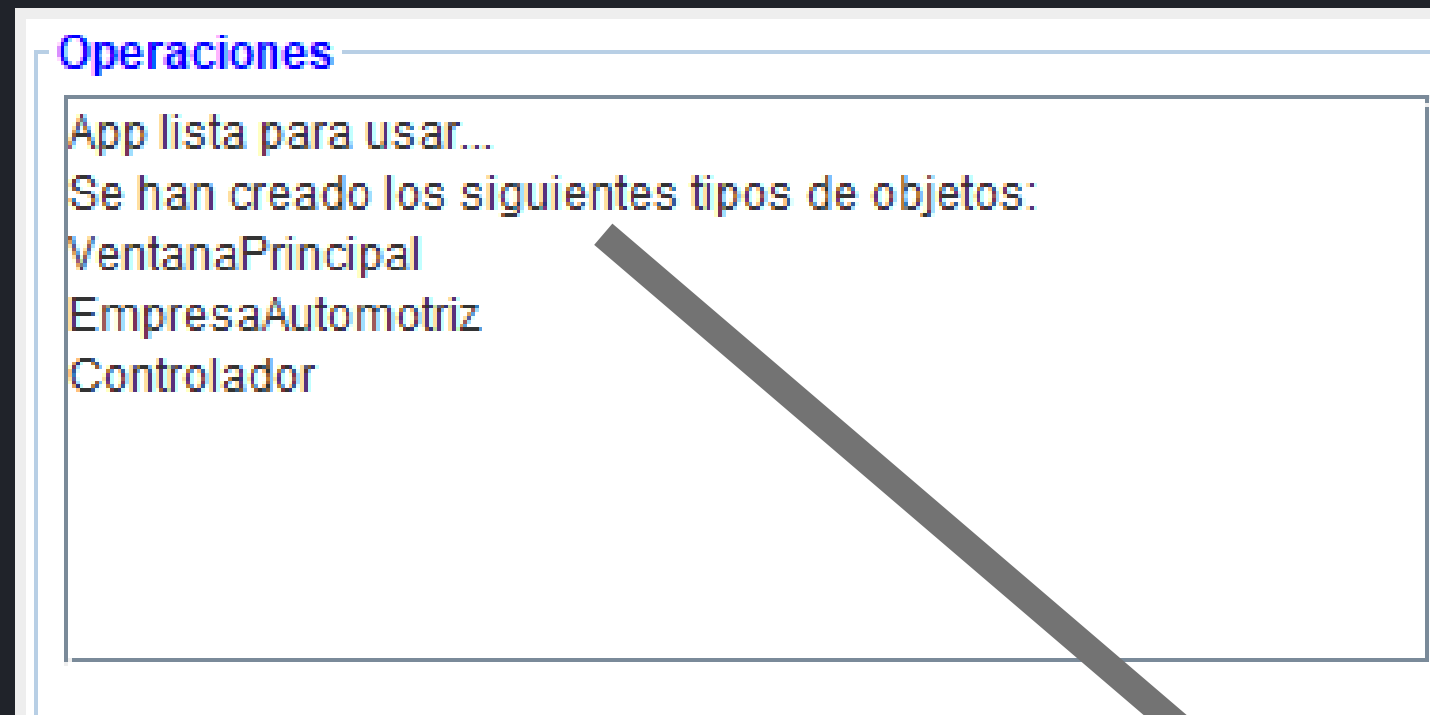 Operaciones
App lista para usar...
Se han creado los siguientes tipos de objetos:
VentanaPrincipal
EmpresaAutomotriz
Controlador